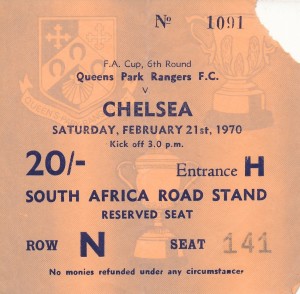 Nº 1091
F.A. Cup, 6th Round
Queens Park Rangers F.C.
v
CHELSEA
SATURDAY, FEBRUARY 21st, 1970
Kick off 3.0 p.m.
20/- Entrance H
SOUTH AFRICA ROAD STAND
RESERVED SEAT
ROW N SEAT 141
No monies refunded under any circumstance